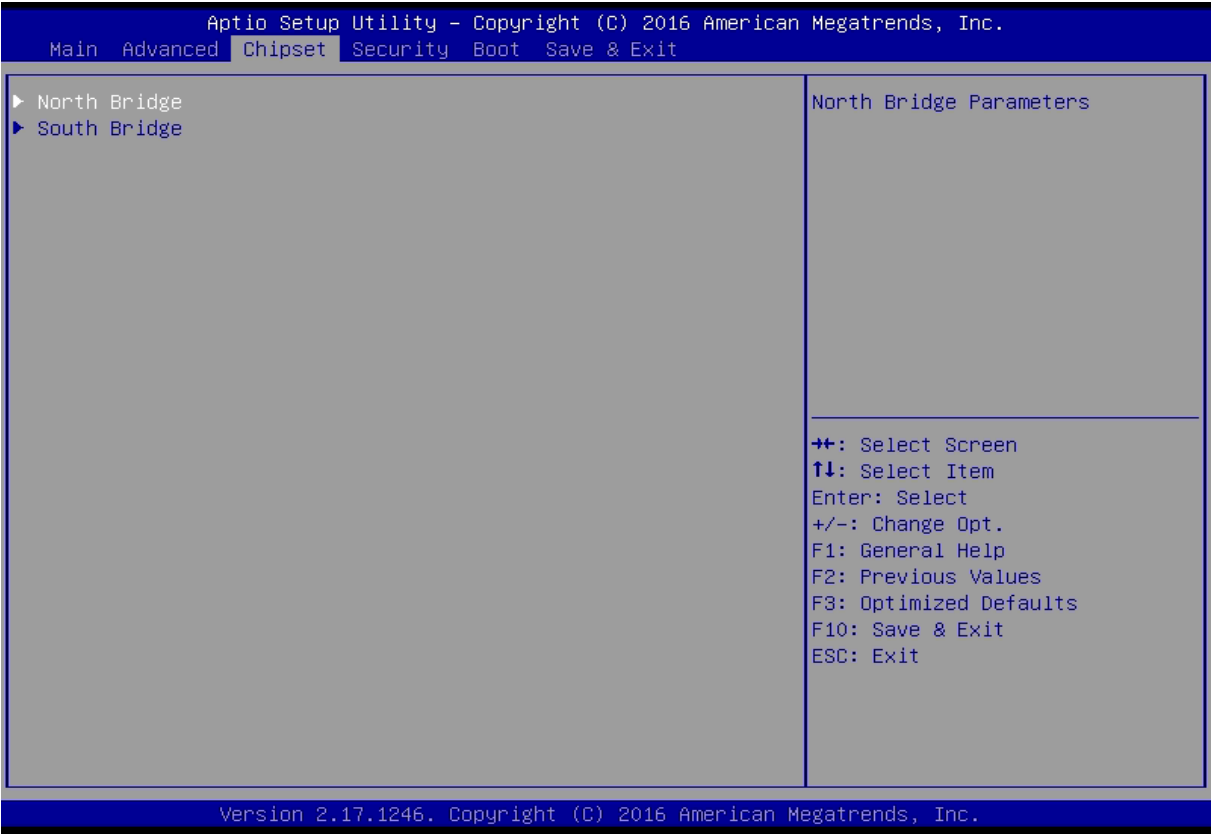 Aptio Setup Utility – Copyright (C) 2016 American Megatrends, Inc.
Main Advanced Chipset Security Boot Save & Exit
▶ North Bridge
▶ South Bridge
North Bridge Parameters
→←: Select Screen
↑↓: Select Item
Enter: Select
+/-: Change Opt.
F1: General Help
F2: Previous Values
F3: Optimized Defaults
F10: Save & Exit
ESC: Exit
Version 2.17.1246. Copyright (C) 2016 American Megatrends, Inc.